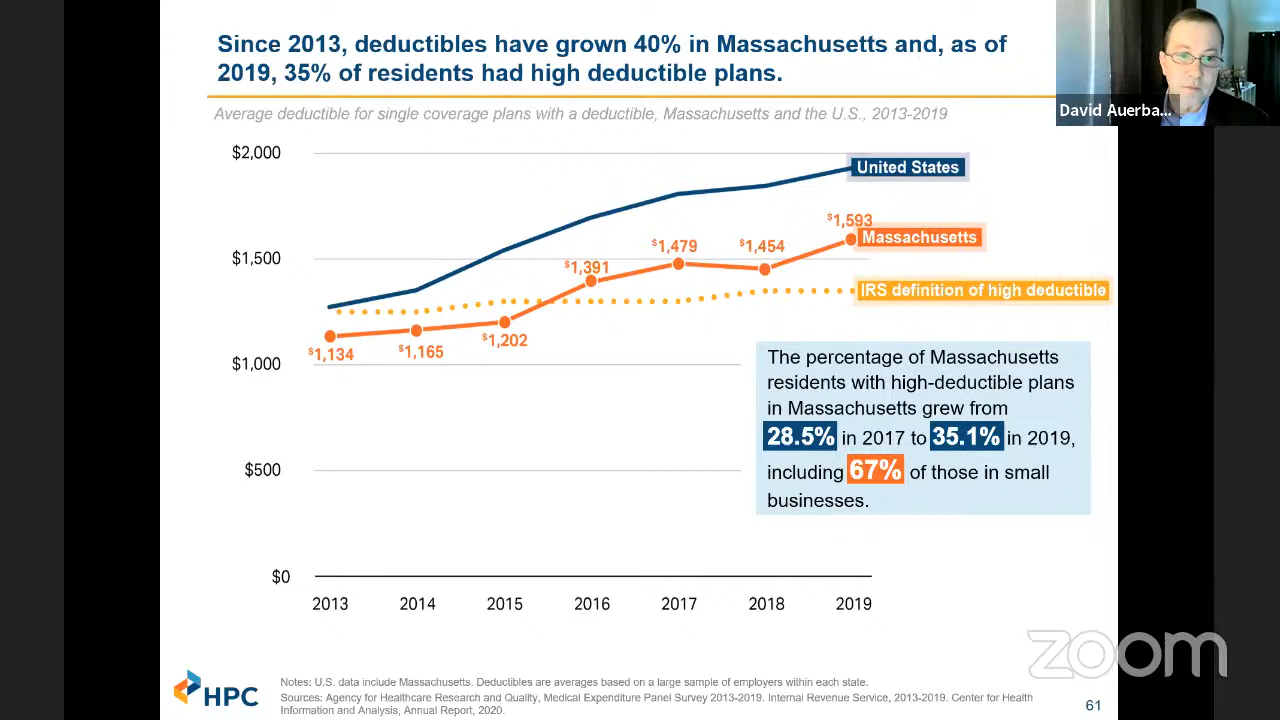 Since 2013, deductibles have grown 40% in Massachusetts and, as of
2019, 35% of residents had high deductible plans.
David Auerba...
Average deductible for single coverage plans with a deductible, Massachusetts and the U.S., 2013-2019
$2,000
$1,500
$1,000
$500
$0
United States
$1,593
Massachusetts
$1,479
$1,454
$1,391
IRS definition of high deductible
$1,134
$1,165
$1,202
The percentage of Massachusetts
residents with high-deductible plans
in Massachusetts grew from
28.5% in 2017 to 35.1% in 2019,
including 67% of those in small
businesses.
2013 2014 2015 2016 2017 2018 2019
zoom
HPC
Notes: U.S. data include Massachusetts. Deductibles are averages based on a large sample of employers within each state.
Sources: Agency for Healthcare Research and Quality, Medical Expenditure Panel Survey 2013-2019. Internal Revenue Service, 2013-2019. Center for Health
Information and Analysis, Annual Report, 2020.
61